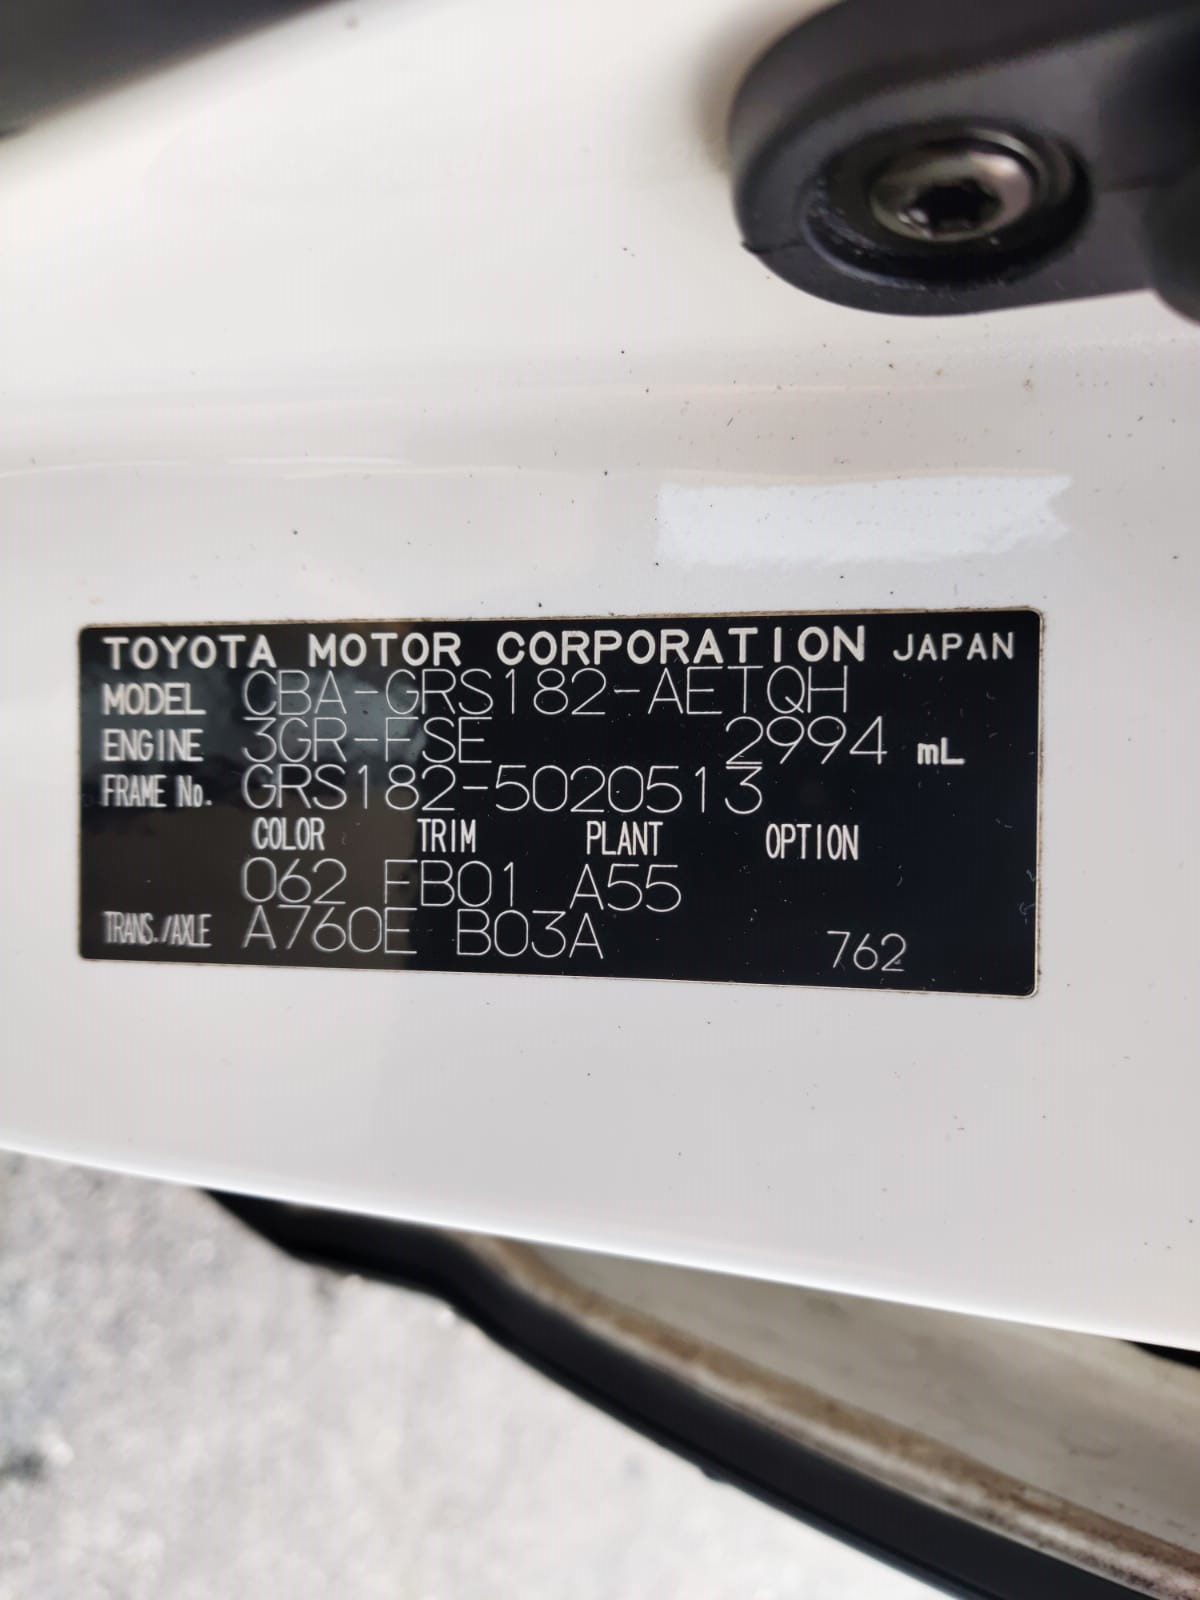 TOYOTA MOTOR CORPORATION JAPAN
MODEL CBA-GRS182-AETQH
ENGINE 3GR-FSE 2994 mL
FRAME No. GRS182-5020513
COLOR TRIM PLANT OPTION
062 FB01 A55
TRANS./AXLE A760E B03A 762